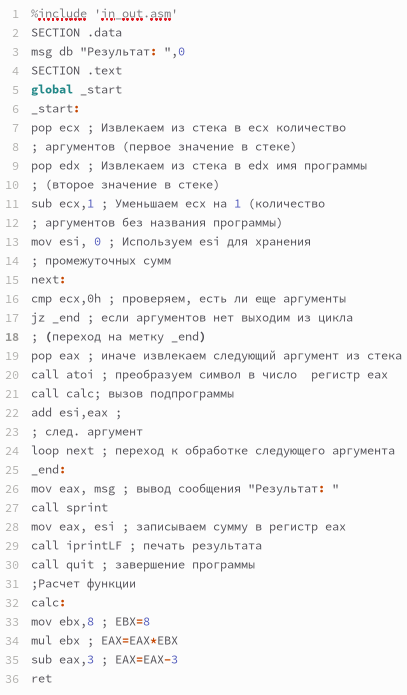 1 %include 'in_out.asm'
2 SECTION .data
3 msg db "Результат: ",0
4 SECTION .text
5 global _start
6 _start:
7 pop ecx ; Извлекаем из стека в ecx количество
8 ; аргументов (первое значение в стеке)
9 pop edx ; Извлекаем из стека в edx имя программы
10 ; (второе значение в стеке)
11 sub ecx,1 ; Уменьшаем ecx на 1 (количество
12 ; аргументов без названия программы)
13 mov esi, 0 ; Используем esi для хранения
14 ; промежуточных сумм
15 next:
16 cmp ecx,0h ; проверяем, есть ли еще аргументы
17 jz _end ; если аргументов нет выходим из цикла
18 ; (переход на метку _end)
19 pop eax ; иначе извлекаем следующий аргумент из стека
20 call atoi ; преобразуем символ в число  регистр eax
21 call calc; вызов подпрограммы
22 add esi,eax ;
23 ; след. аргумент
24 loop next ; переход к обработке следующего аргумента
25 _end:
26 mov eax, msg ; вывод сообщения "Результат: "
27 call sprint
28 mov eax, esi ; записываем сумму в регистр eax
29 call iprintLF ; печать результата
30 call quit ; завершение программы
31 ;Расчет функции
32 calc:
33 mov ebx,8 ; EBX=8
34 mul ebx ; EAX=EAX*EBX
35 sub eax,3 ; EAX=EAX-3
36 ret